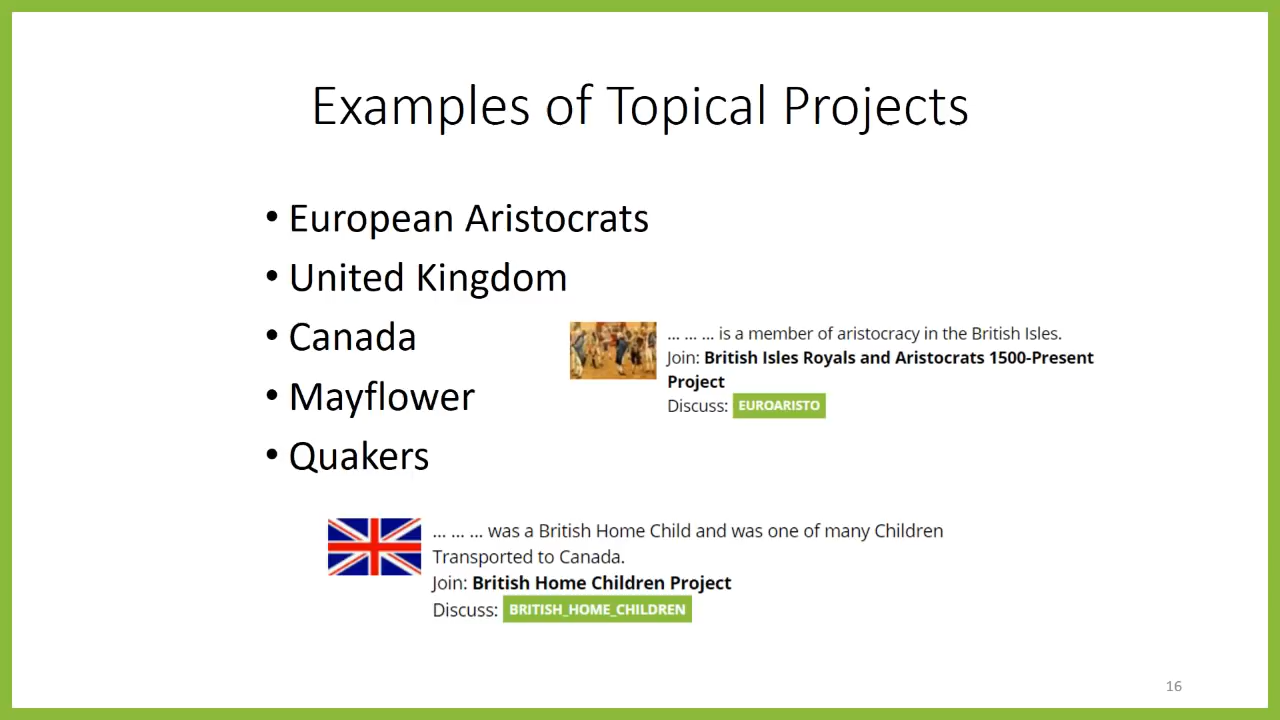 Examples of Topical Projects
• European Aristocrats
• United Kingdom
• Canada
• Mayflower
• Quakers
... ... ... is a member of aristocracy in the British Isles.
Join: British Isles Royals and Aristocrats 1500-Present
Project
Discuss: EUROARISTO
... ... ... was a British Home Child and was one of many Children
Transported to Canada.
Join: British Home Children Project
Discuss: BRITISH_HOME_CHILDREN
16